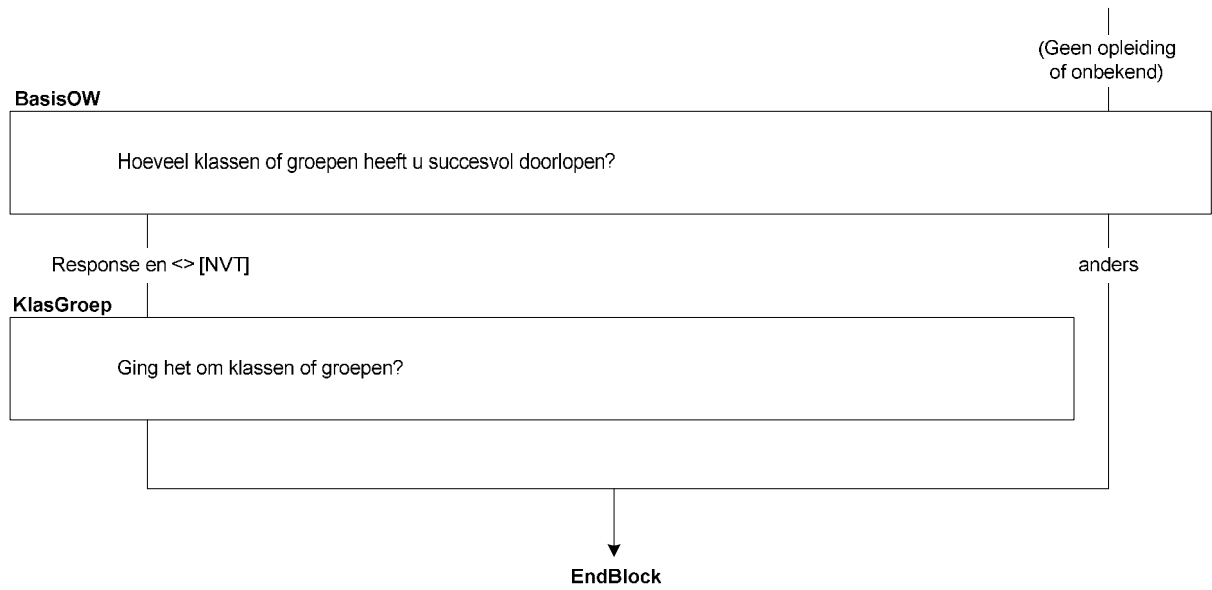 (Geen opleiding
of onbekend)
BasisOW
Hoeveel klassen of groepen heeft u succesvol doorlopen?
Response en <> [NVT]
anders
KlasGroep
Ging het om klassen of groepen?
EndBlock